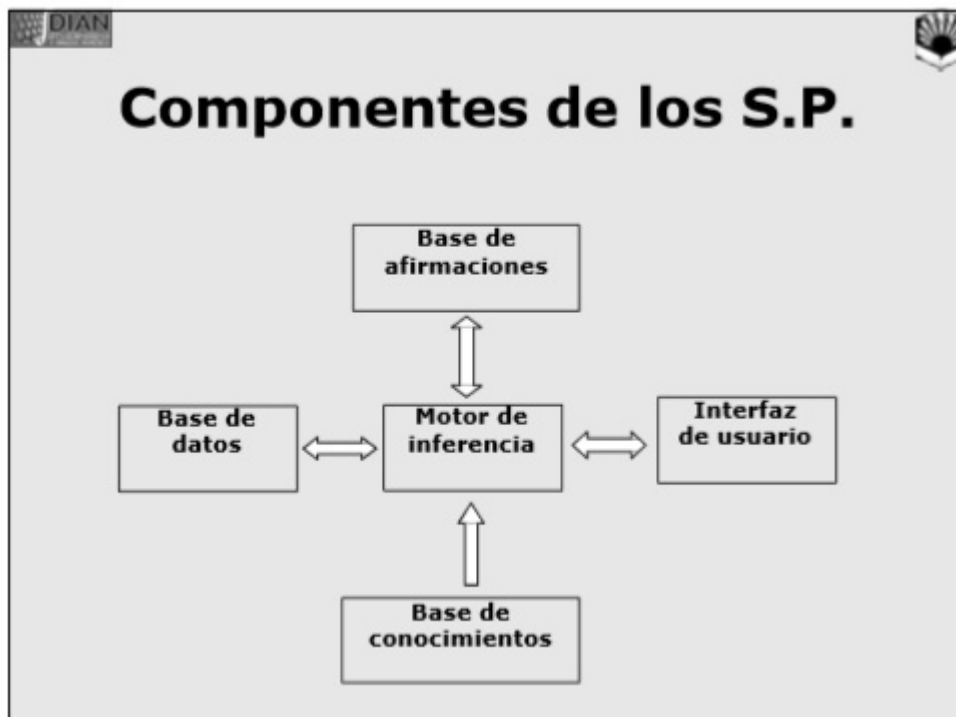 DIAN
Componentes de los S.P.
Base de
afirmaciones
Base de
datos
Motor de
inferencia
Interfaz
de usuario
Base de
conocimientos